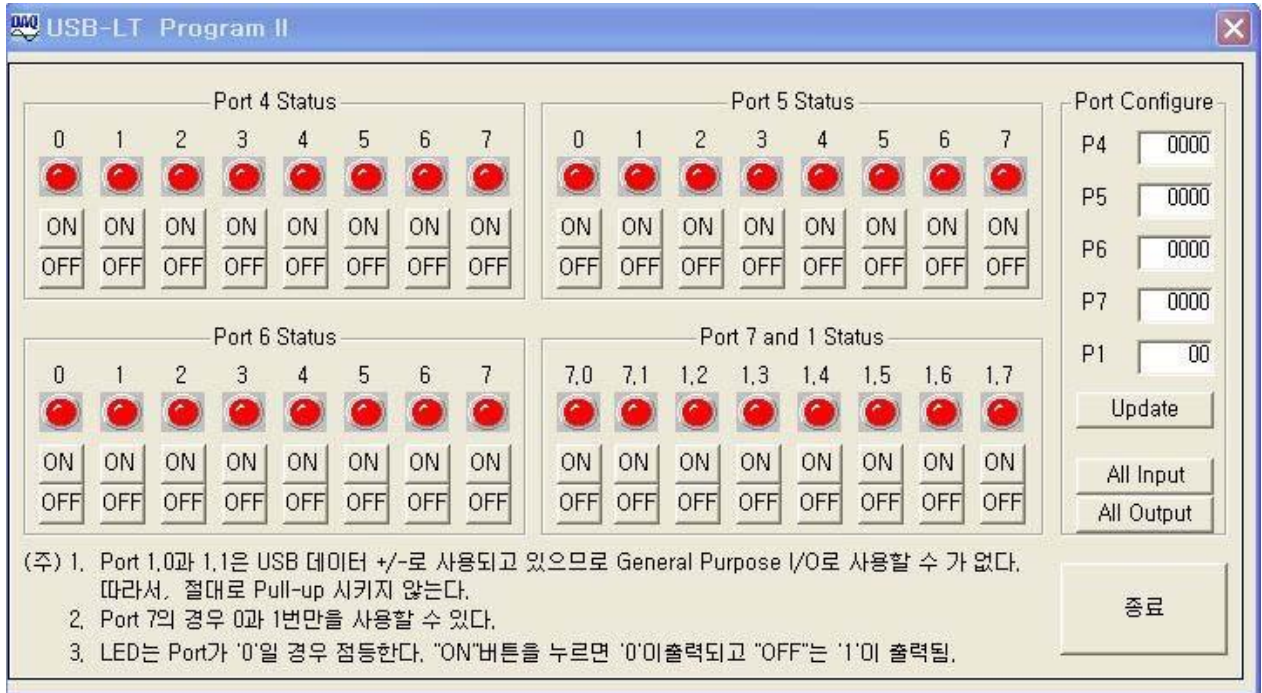 USB-LT Program II
Port 4 Status
0 1 2 3 4 5 6 7
ON ON ON ON ON ON ON ON
OFF OFF OFF OFF OFF OFF OFF OFF
Port 5 Status
0 1 2 3 4 5 6 7
ON ON ON ON ON ON ON ON
OFF OFF OFF OFF OFF OFF OFF OFF
Port 6 Status
0 1 2 3 4 5 6 7
ON ON ON ON ON ON ON ON
OFF OFF OFF OFF OFF OFF OFF OFF
Port 7 and 1 Status
7.0 7.1 1.2 1.3 1.4 1.5 1.6 1.7
ON ON ON ON ON ON ON ON
OFF OFF OFF OFF OFF OFF OFF OFF
Port Configure
P4 0000
P5 0000
P6 0000
P7 0000
P1 00
Update
All Input
All Output
(주) 1. Port 1.0과 1.1은 USB 데이터 +/-로 사용되고 있으므로 General Purpose I/O로 사용할 수 가 없다.
따라서, 절대로 Pull-up 시키지 않는다.
2. Port 7의 경우 0과 1번만을 사용할 수 있다.
3. LED는 Port가 '0'일 경우 점등한다. "ON"버튼을 누르면 '0'이출력되고 "OFF"는 '1'이 출력됨.
종료